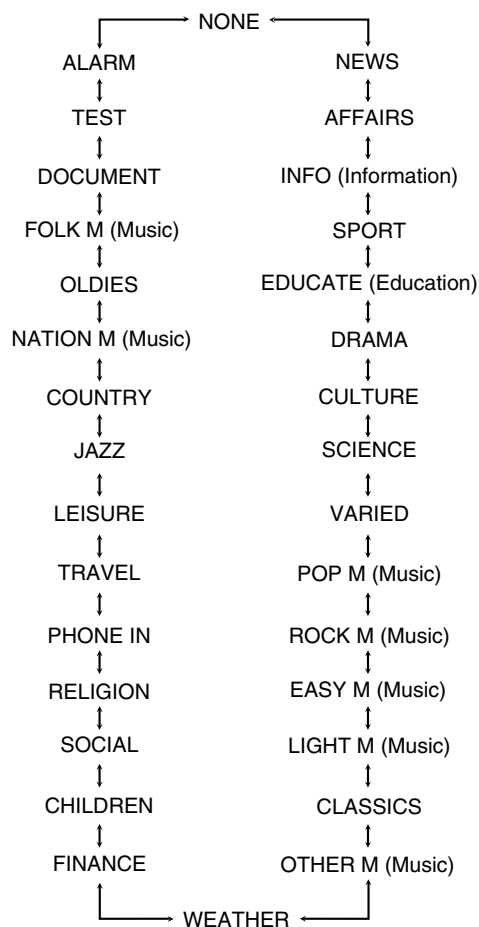 NONE
ALARM
NEWS
TEST
AFFAIRS
DOCUMENT
INFO (Information)
FOLK M (Music)
SPORT
OLDIES
EDUCATE (Education)
NATION M (Music)
DRAMA
COUNTRY
CULTURE
JAZZ
SCIENCE
LEISURE
VARIED
TRAVEL
POP M (Music)
PHONE IN
ROCK M (Music)
RELIGION
EASY M (Music)
SOCIAL
LIGHT M (Music)
CHILDREN
CLASSICS
FINANCE
OTHER M (Music)
WEATHER